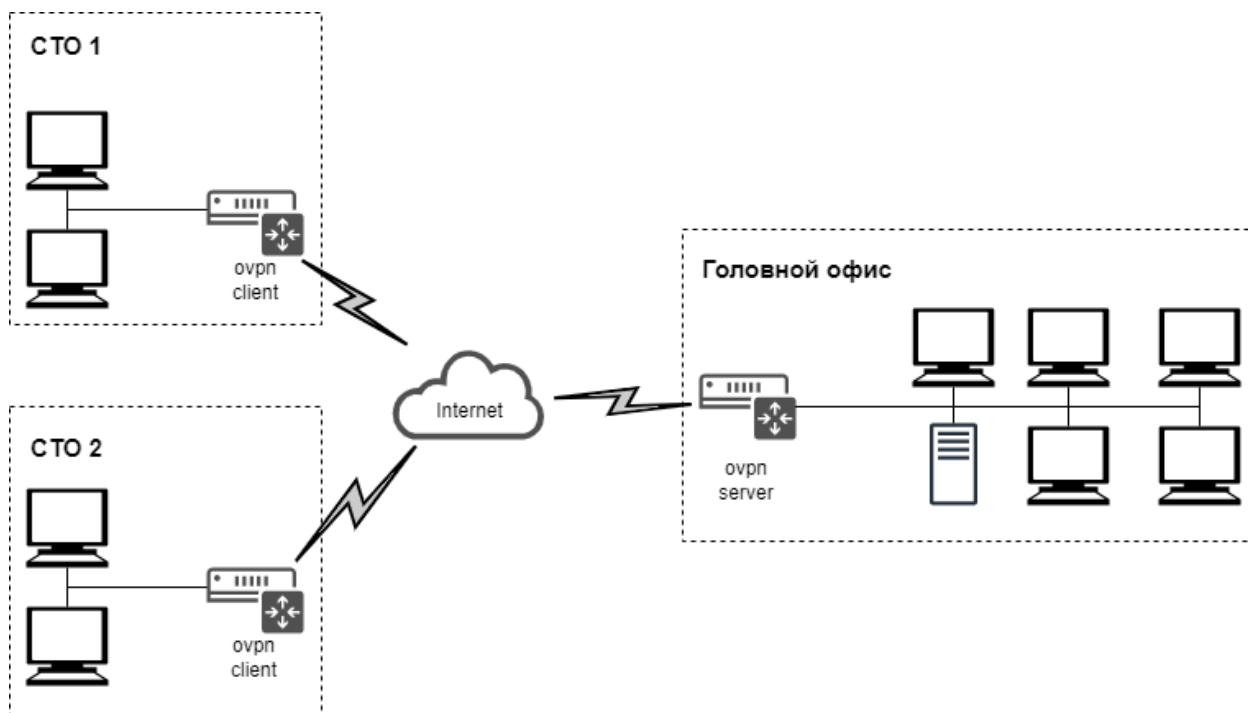 СТО 1
ovpn
client
Головной офис
Internet
СТО 2
ovpn
server
ovpn
client